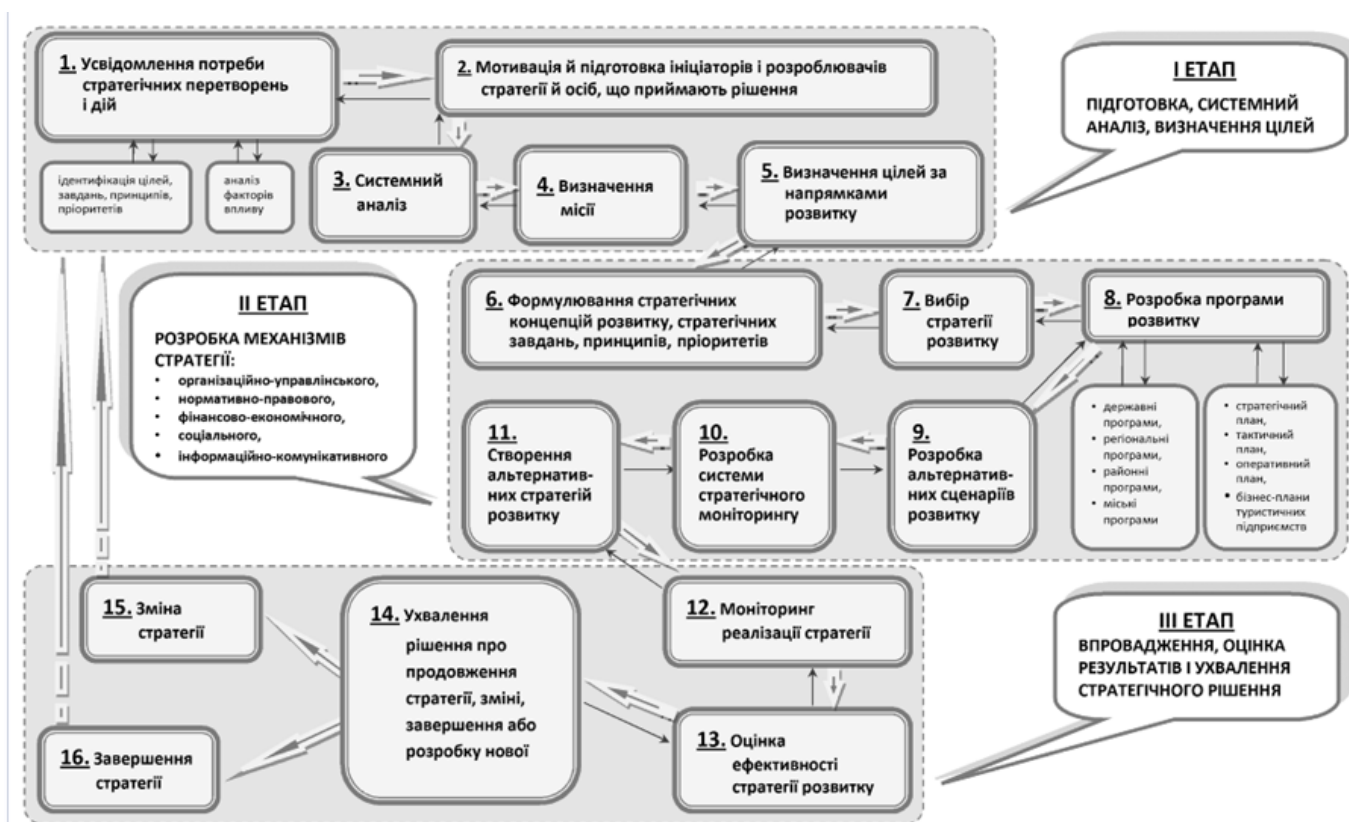 1. Усвідомлення потреби
стратегічних перетворень
і дій
2. Мотивація й підготовка ініціаторів і розроблювачів
стратегії й осіб, що приймають рішення
І ЕТАП
ПІДГОТОВКА, СИСТЕМНИЙ
АНАЛІЗ, ВИЗНАЧЕННЯ ЦІЛЕЙ
ідентифікація цілей,
завдань, принципів,
пріоритетів
аналіз
факторів
впливу
3. Системний
аналіз
4. Визначення
місії
5. Визначення цілей за
напрямками
розвитку
ІІ ЕТАП
РОЗРОБКА МЕХАНІЗМІВ
СТРАТЕГІЇ:
• організаційно-управлінського,
• нормативно-правового,
• фінансово-економічного,
• соціального,
• інформаційно-комунікативного
6. Формулювання стратегічних
концепцій розвитку, стратегічних
завдань, принципів, пріоритетів
7. Вибір
стратегії
розвитку
8. Розробка програми
розвитку
• державні
програми,
• регіональні
програми,
• районні
програми,
• міські
програми
• стратегічний
план,
• тактичний
план,
• оперативний
план,
• бізнес-плани
туристичних
підприємств
11.
Створення
альтернатив-
них стратегій
розвитку
10.
Розробка
системи
стратегічного
моніторингу
9.
Розробка
альтернатив-
них сценаріїв
розвитку
15. Зміна
стратегії
14. Ухвалення
рішення про
продовження
стратегії, зміні,
завершення або
розробку нової
12. Моніторинг
реалізації стратегії
ІІІ ЕТАП
ВПРОВАДЖЕННЯ, ОЦІНКА
РЕЗУЛЬТАТІВ І УХВАЛЕННЯ
СТРАТЕГІЧНОГО РІШЕННЯ
16. Завершення
стратегії
13. Оцінка
ефективності
стратегії розвитку